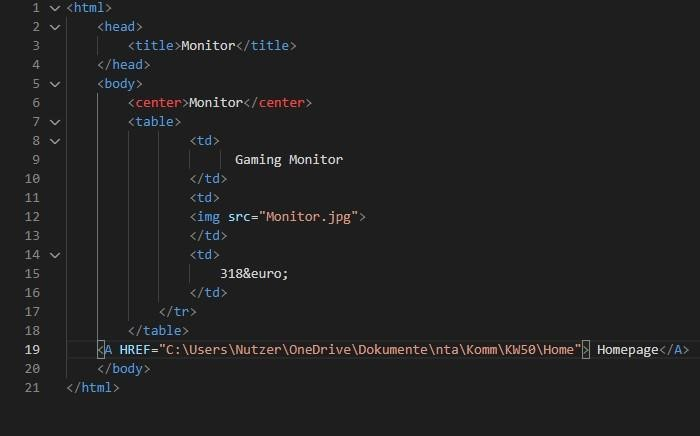 1 <html>
2 <head>
3 <title>Monitor</title>
4 </head>
5 <body>
6 <center>Monitor</center>
7 <table>
8 <td>
9 Gaming Monitor
10 </td>
11 <td>
12 <img src="Monitor.jpg">
13 </td>
14 <td>
15 318&euro;
16 </td>
17 </tr>
18 </table>
19 <A HREF="C:\Users\Nutzer\OneDrive\Dokumente\nta\Komm\KW50\Home"> Homepage</A>
20 </body>
21 </html>